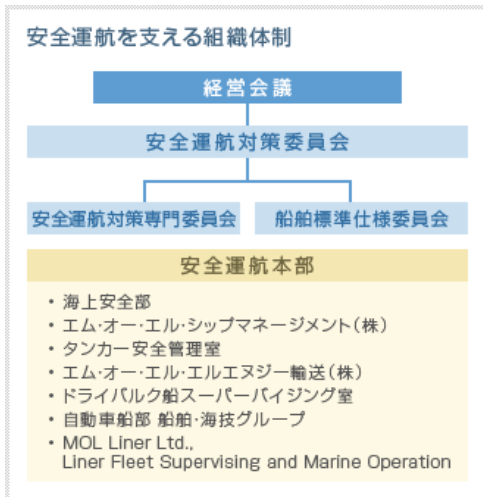 安全運航を支える組織体制
経営会議
安全運航対策委員会
安全運航対策専門委員会
船舶標準仕様委員会
安全運航本部
・海上安全部
・エム・オー・エル・シップマネージメント(株)
・タンカー安全管理室
・エム・オー・エル・エルエヌジー輸送(株)
・ドライバルク船スーパーバイジング室
・自動車船部 船舶・海技グループ
・MOL Liner Ltd.,
Liner Fleet Supervising and Marine Operation